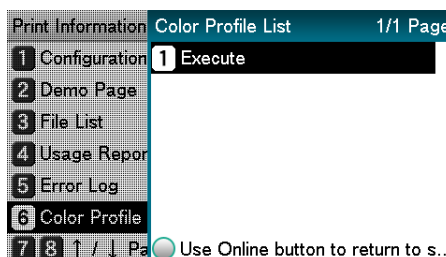 Print Information
1 Configuration
2 Demo Page
3 File List
4 Usage Repor
5 Error Log
6 Color Profile
7 8 ↑ / ↓ Pa
Color Profile List 1/1 Page
1 Execute
Use Online button to return to s...